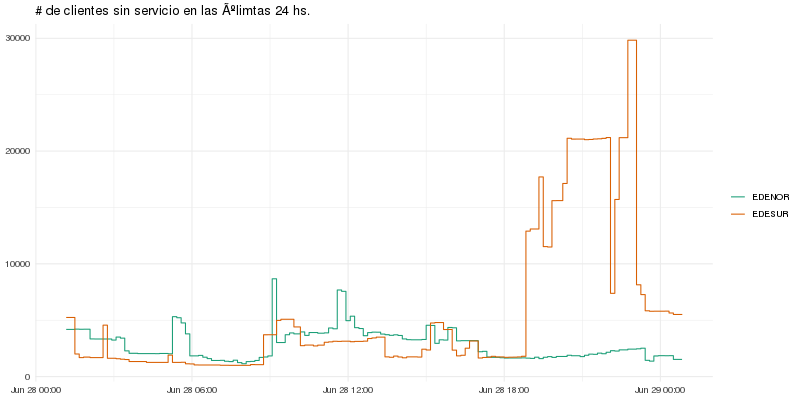 # de clientes sin servicio en las Ãºlimtas 24 hs.
30000
20000
10000
0
Jun 28 00:00
Jun 28 06:00
Jun 28 12:00
Jun 28 18:00
Jun 29 00:00
EDENOR
EDESUR